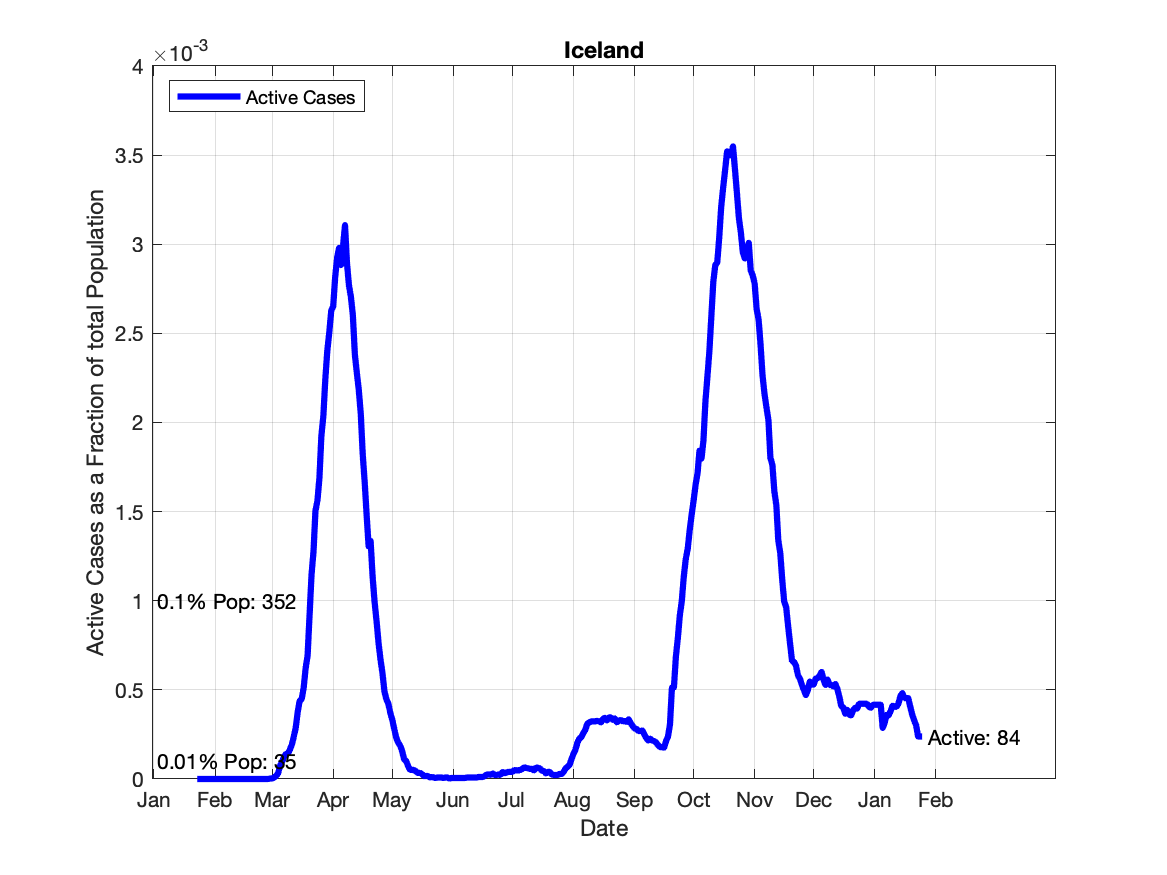 Iceland
×10-3
4
3.5
3
2.5
2
1.5
1
0.5
0
Active Cases as a Fraction of total Population
Active Cases
0.1% Pop: 352
0.01% Pop: 35
Active: 84
Jan Feb Mar Apr May Jun Jul Aug Sep Oct Nov Dec Jan Feb
Date